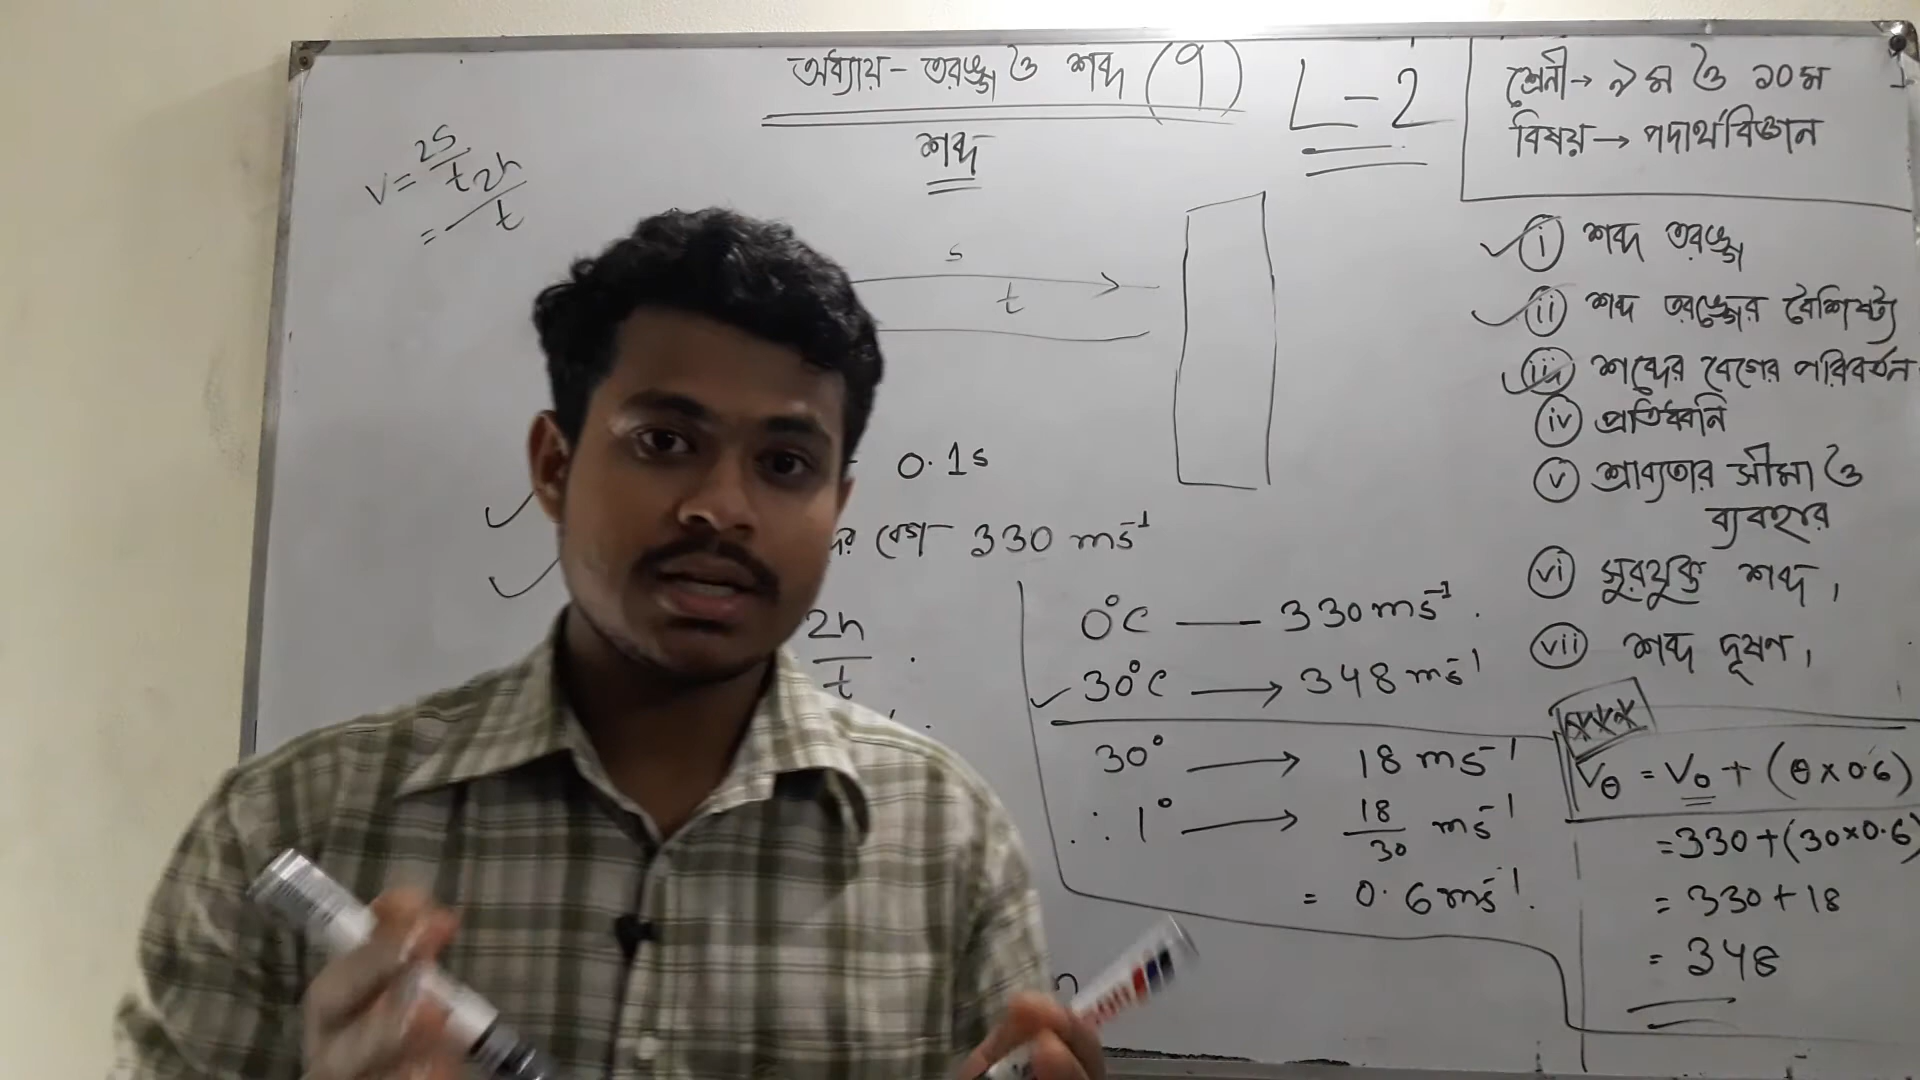 অধ্যায় - তরঙ্গ ও শব্দ (৭)
L-2
শব্দ
শ্রেনী → ৯ম ও ১০ম
বিষয় → পদার্থবিজ্ঞান
V = 2S/t
= 2h/t
s
t
0.1s
বেগ - 330 ms⁻¹
2h/t
0°C — 330 ms⁻¹.
30°C → 348 ms⁻¹
30° → 18 ms⁻¹
∴ 1° → 18/30 ms⁻¹
= 0.6 ms⁻¹.
(i) শব্দ তরঙ্গ
(ii) শব্দ তরঙ্গের বৈশিষ্ট্য
(iii) শব্দের বেগের পরিবর্তন
(iv) প্রতিধ্বনি
(v) শ্রাব্যতার সীমা ও
ব্যবহার
(vi) সুরযুক্ত শব্দ,
(vii) শব্দ দূষন,
Vθ = V₀ + (θ × 0.6)
= 330 + (30×0.6)
= 330 + 18
= 348